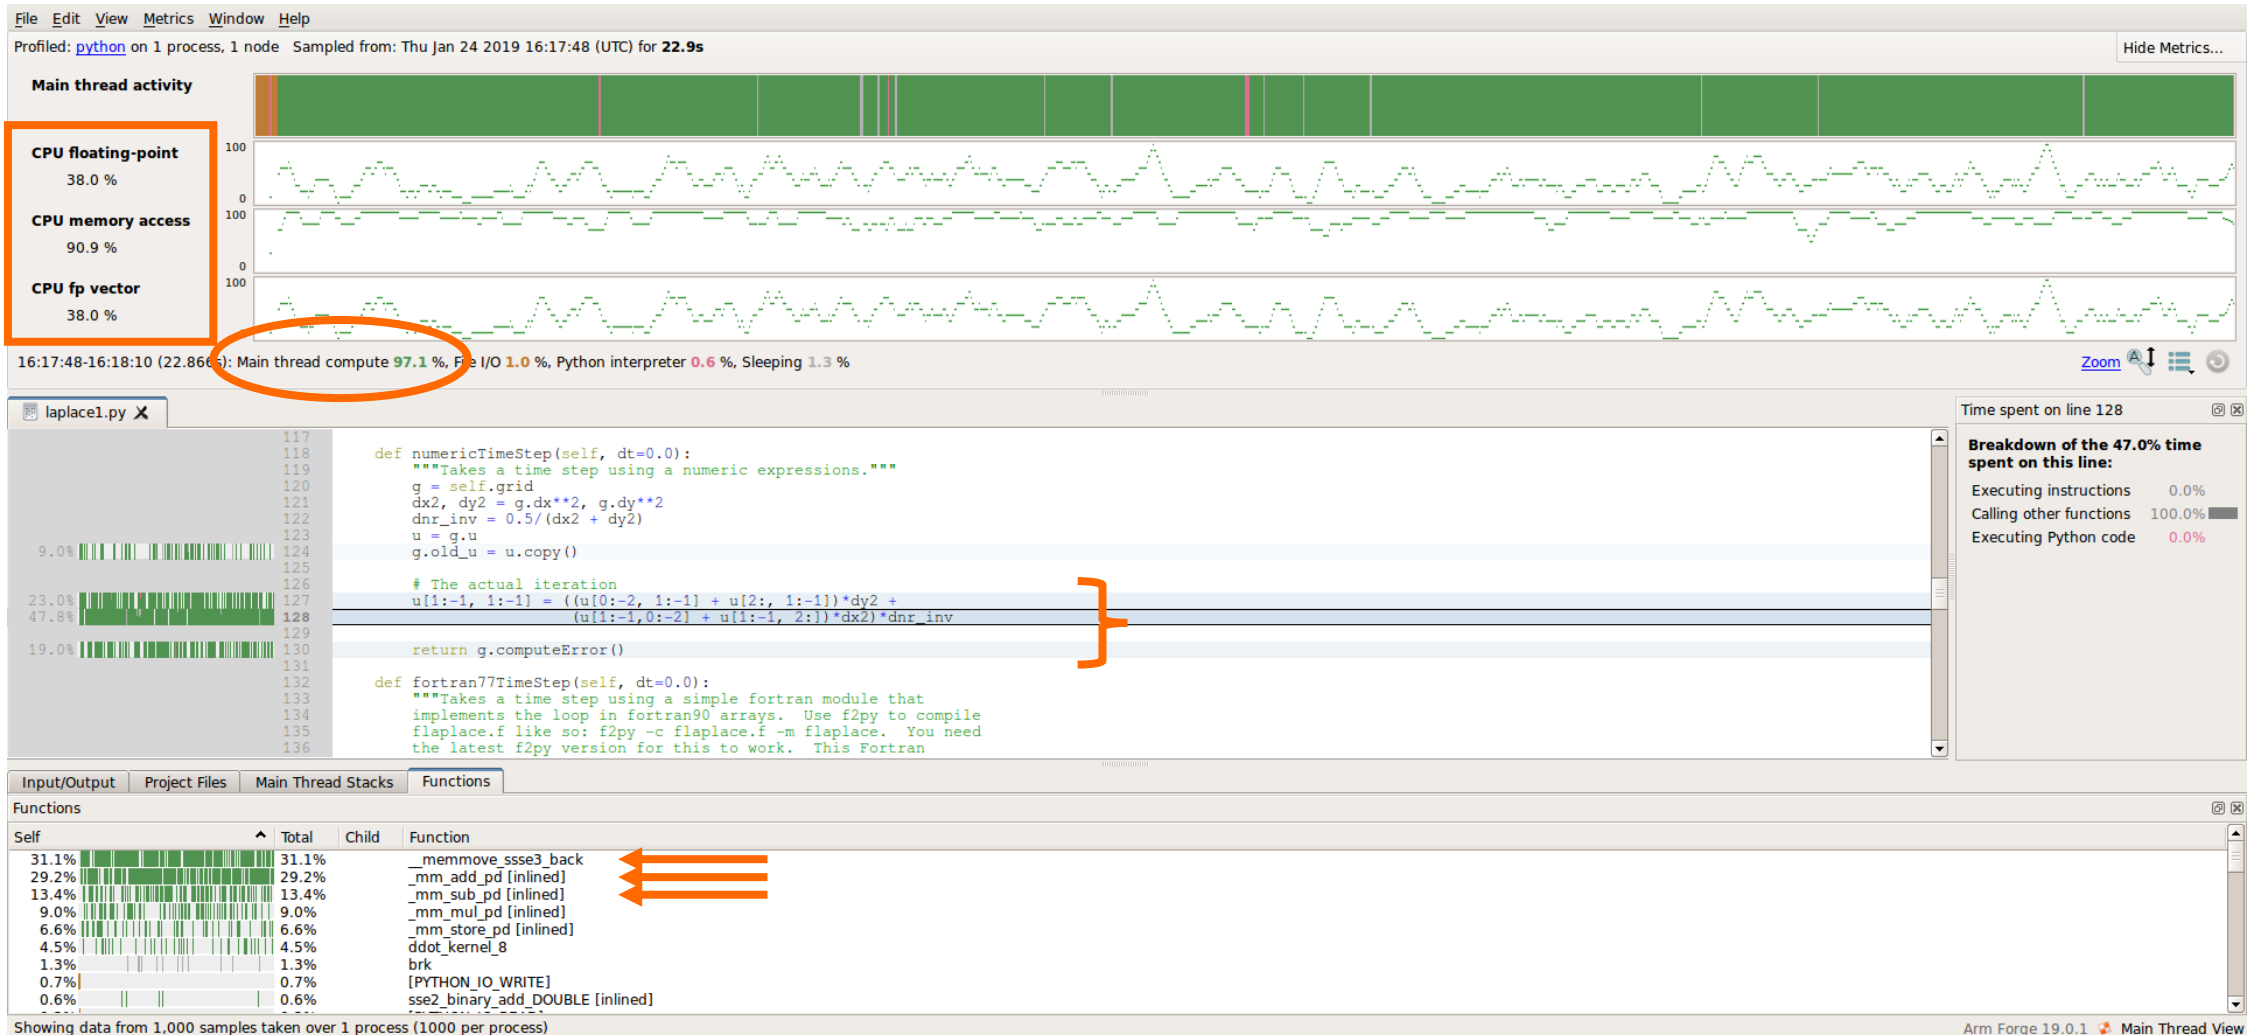 File Edit View Metrics Window Help
Profiled: python on 1 process, 1 node Sampled from: Thu Jan 24 2019 16:17:48 (UTC) for 22.9s
Hide Metrics...
Main thread activity
CPU floating-point
38.0 %
100
0
CPU memory access
90.9 %
100
0
CPU fp vector
38.0 %
100
16:17:48-16:18:10 (22.866s): Main thread compute 97.1 %, File I/O 1.0 %, Python interpreter 0.6 %, Sleeping 1.3 %
Zoom
laplace1.py
117
118 def numericTimeStep(self, dt=0.0):
119 """Takes a time step using a numeric expressions."""
120 g = self.grid
121 dx2, dy2 = g.dx**2, g.dy**2
122 dnr_inv = 0.5/(dx2 + dy2)
123 u = g.u
9.0% 124 g.old_u = u.copy()
125
126 # The actual iteration
23.0% 127 u[1:-1, 1:-1] = ((u[0:-2, 1:-1] + u[2:, 1:-1])*dy2 +
47.8% 128 (u[1:-1,0:-2] + u[1:-1, 2:])*dx2)*dnr_inv
129
19.0% 130 return g.computeError()
131
132 def fortran77TimeStep(self, dt=0.0):
133 """Takes a time step using a simple fortran module that
134 implements the loop in fortran90 arrays. Use f2py to compile
135 flaplace.f like so: f2py -c flaplace.f -m flaplace. You need
136 the latest f2py version for this to work. This Fortran
Time spent on line 128
Breakdown of the 47.0% time
spent on this line:
Executing instructions 0.0%
Calling other functions 100.0%
Executing Python code 0.0%
Input/Output Project Files Main Thread Stacks Functions
Functions
Self Total Child Function
31.1% 31.1% __memmove_ssse3_back
29.2% 29.2% _mm_add_pd [inlined]
13.4% 13.4% _mm_sub_pd [inlined]
9.0% 9.0% _mm_mul_pd [inlined]
6.6% 6.6% _mm_store_pd [inlined]
4.5% 4.5% ddot_kernel_8
1.3% 1.3% brk
0.7% 0.7% [PYTHON_IO_WRITE]
0.6% 0.6% sse2_binary_add_DOUBLE [inlined]
Showing data from 1,000 samples taken over 1 process (1000 per process)
Arm Forge 19.0.1 Main Thread View